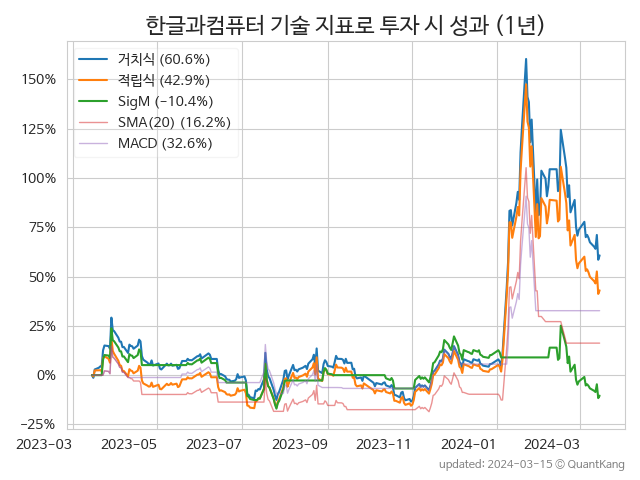 한글과컴퓨터 기술 지표로 투자 시 성과 (1년)
거치식 (60.6%)
적립식 (42.9%)
SigM (−10.4%)
SMA(20) (16.2%)
MACD (32.6%)
150%
125%
100%
75%
50%
25%
0%
−25%
2023-03 2023-05 2023-07 2023-09 2023-11 2024-01 2024-03
updated: 2024-03-15 ⓒ QuantKang